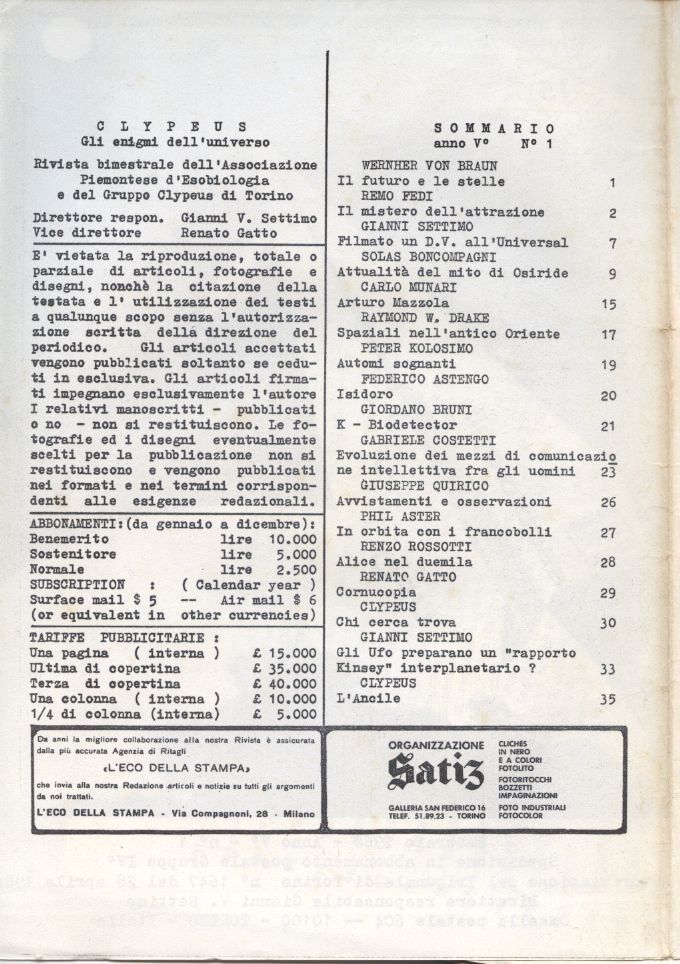 C L Y P E U S
Gli enigmi dell'universo
Rivista bimestrale dell'Associazione
Piemontese d'Esobiologia
e del Gruppo Clypeus di Torino
Direttore respon. Gianni V. Settimo
Vice direttore Renato Gatto
E' vietata la riproduzione, totale o
parziale di articoli, fotografie e
disegni, nonchè la citazione della
testata e l' utilizzazione dei testi
a qualunque scopo senza l'autorizza-
zione scritta della direzione del
periodico. Gli articoli accettati
vengono pubblicati soltanto se cedu-
ti in esclusiva. Gli articoli firma-
ti impegnano esclusivamente l'autore
I relativi manoscritti - pubblicati
o no - non si restituiscono. Le fo-
tografie ed i disegni eventualmente
scelti per la pubblicazione non si
restituiscono e vengono pubblicati
nei formati e nei termini corrispon-
denti alle esigenze redazionali.
ABBONAMENTI:(da gennaio a dicembre):
Benemerito lire 10.000
Sostenitore lire 5.000
Normale lire 2.500
SUBSCRIPTION : ( Calendar year )
Surface mail $ 5 -- Air mail $ 6
(or equivalent in other currencies)
TARIFFE PUBBLICITARIE :
Una pagina ( interna ) £ 15.000
Ultima di copertina £ 35.000
Terza di copertina £ 40.000
Una colonna ( interna ) £ 10.000
1/4 di colonna (interna) £ 5.000
S O M M A R I O
anno V° N° 1
WERNHER VON BRAUN
Il futuro e le stelle 1
REMO FEDI
Il mistero dell'attrazione 2
GIANNI SETTIMO
Filmato un D.V. all'Universal 7
SOLAS BONCOMPAGNI
Attualità del mito di Osiride 9
CARLO MUNARI
Arturo Mazzola 15
RAYMOND W. DRAKE
Spaziali nell'antico Oriente 17
PETER KOLOSIMO
Automi sognanti 19
FEDERICO ASTENGO
Isidoro 20
GIORDANO BRUNI
K - Biodetector 21
GABRIELE COSTETTI
Evoluzione dei mezzi di comunicazio
ne intellettiva fra gli uomini 23
GIUSEPPE QUIRICO
Avvistamenti e osservazioni 26
PHIL ASTER
In orbita con i francobolli 27
RENZO ROSSOTTI
Alice nel duemila 28
RENATO GATTO
Cornucopia 29
CLYPEUS
Chi cerca trova 30
GIANNI SETTIMO
Gli Ufo preparano un "rapporto
Kinsey" interplanetario ? 33
CLYPEUS
L'Ancile 35
Da anni la migliore collaborazione alla nostra Rivista è assicurata
dalla più accurata Agenzia di Ritagli
«L'ECO DELLA STAMPA»
che invia alla nostra Redazione articoli e notizie su tutti gli argomenti
da noi trattati.
L'ECO DELLA STAMPA - Via Compagnoni, 28 - Milano
ORGANIZZAZIONE
Satiz
GALLERIA SAN FEDERICO 16
TELEF. 51.89.23 - TORINO
CLICHÉS
IN NERO
E A COLORI
FOTOLITO
FOTORITOCCHI
BOZZETTI
IMPAGINAZIONI
FOTO INDUSTRIALI
FOTOCOLOR